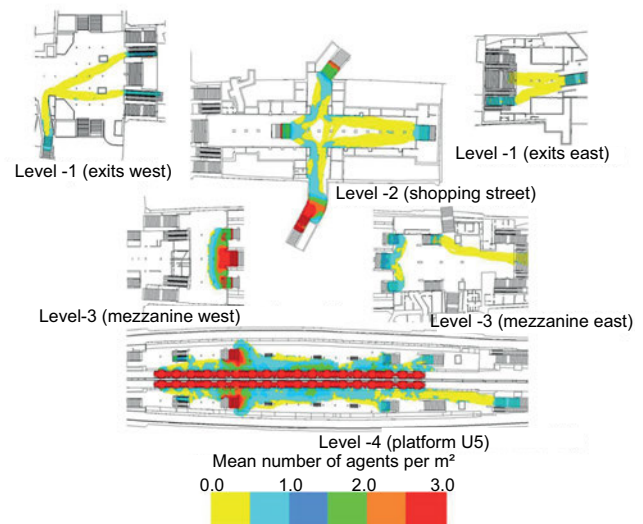 Level -1 (exits west)
Level -1 (exits east)
Level -2 (shopping street)
Level-3 (mezzanine west)
Level -3 (mezzanine east)
Level -4 (platform U5)
Mean number of agents per m²
0.0 1.0 2.0 3.0